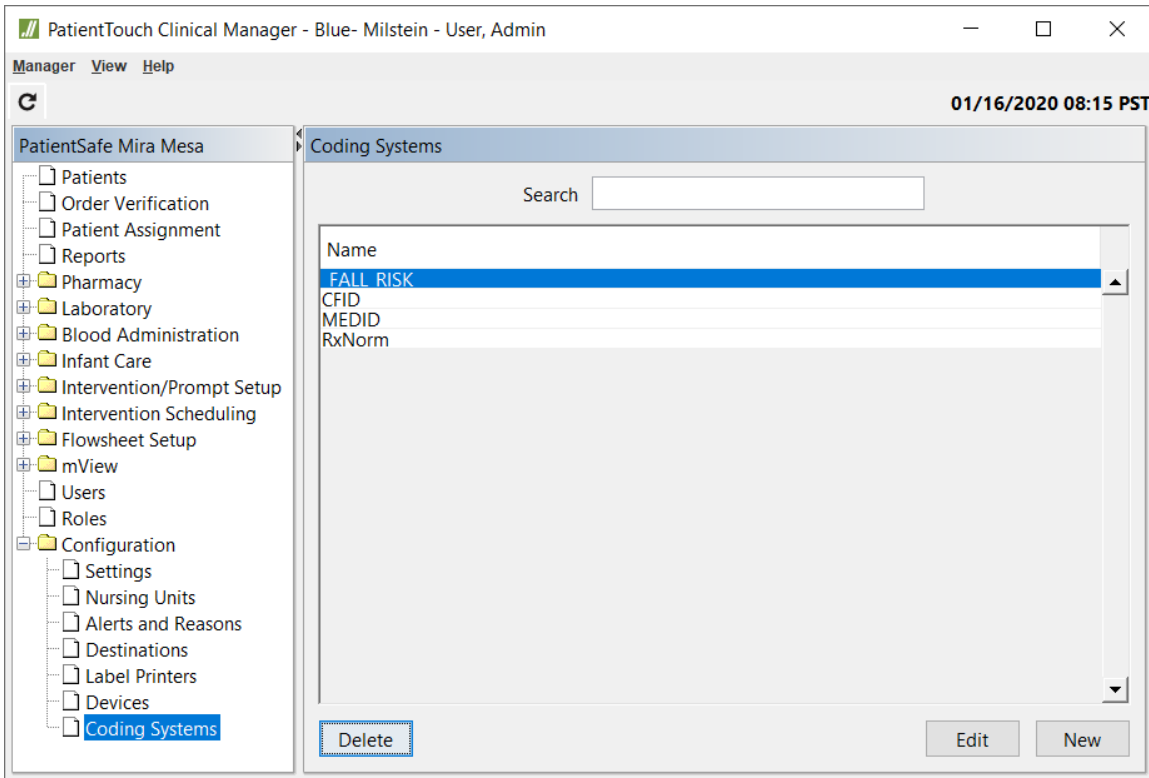 PatientTouch Clinical Manager - Blue- Milstein - User, Admin
Manager View Help
01/16/2020 08:15 PST
PatientSafe Mira Mesa
Patients
Order Verification
Patient Assignment
Reports
Pharmacy
Laboratory
Blood Administration
Infant Care
Intervention/Prompt Setup
Intervention Scheduling
Flowsheet Setup
mView
Users
Roles
Configuration
Settings
Nursing Units
Alerts and Reasons
Destinations
Label Printers
Devices
Coding Systems
Coding Systems
Search
Name
_FALL_RISK
CFID
MEDID
RxNorm
Delete Edit New